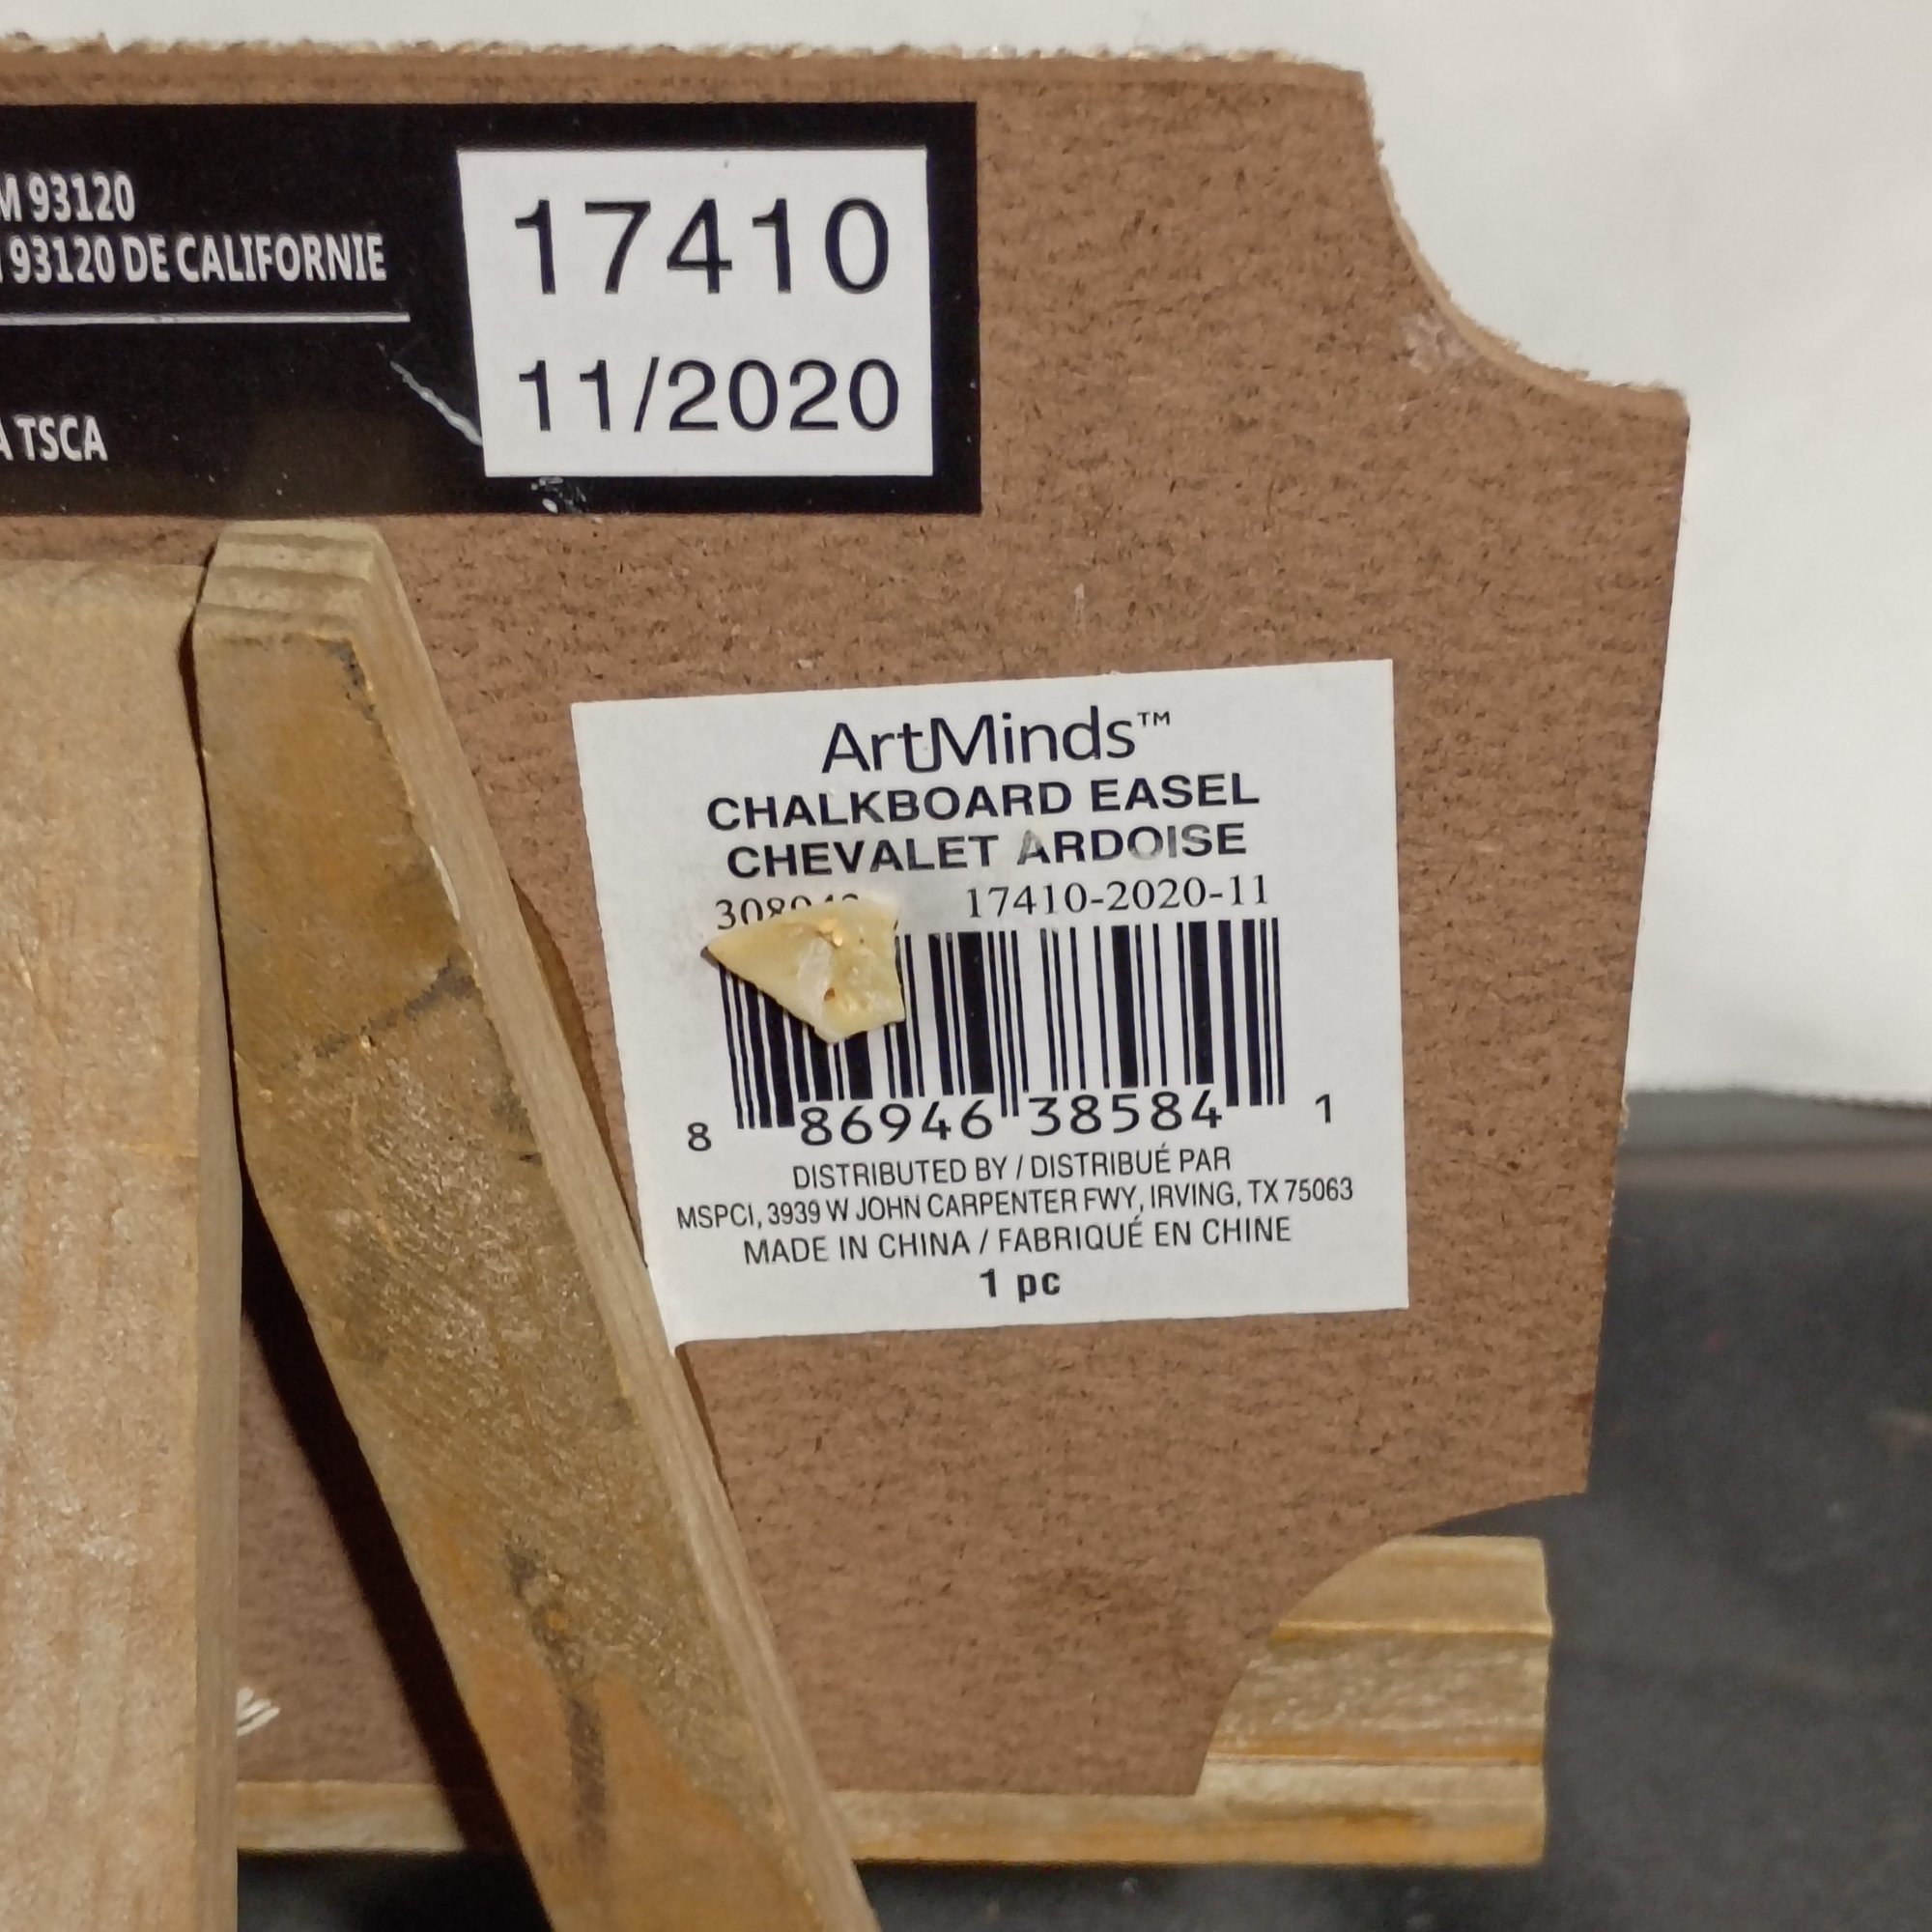 M 93120
93120 DE CALIFORNIE
TSCA
17410
11/2020
ArtMinds™
CHALKBOARD EASEL
CHEVALET ARDOISE
17410-2020-11
8 86946 38584 1
DISTRIBUTED BY / DISTRIBUÉ PAR
MSPCI, 3939 W JOHN CARPENTER FWY, IRVING, TX 75063
MADE IN CHINA / FABRIQUÉ EN CHINE
1 pc